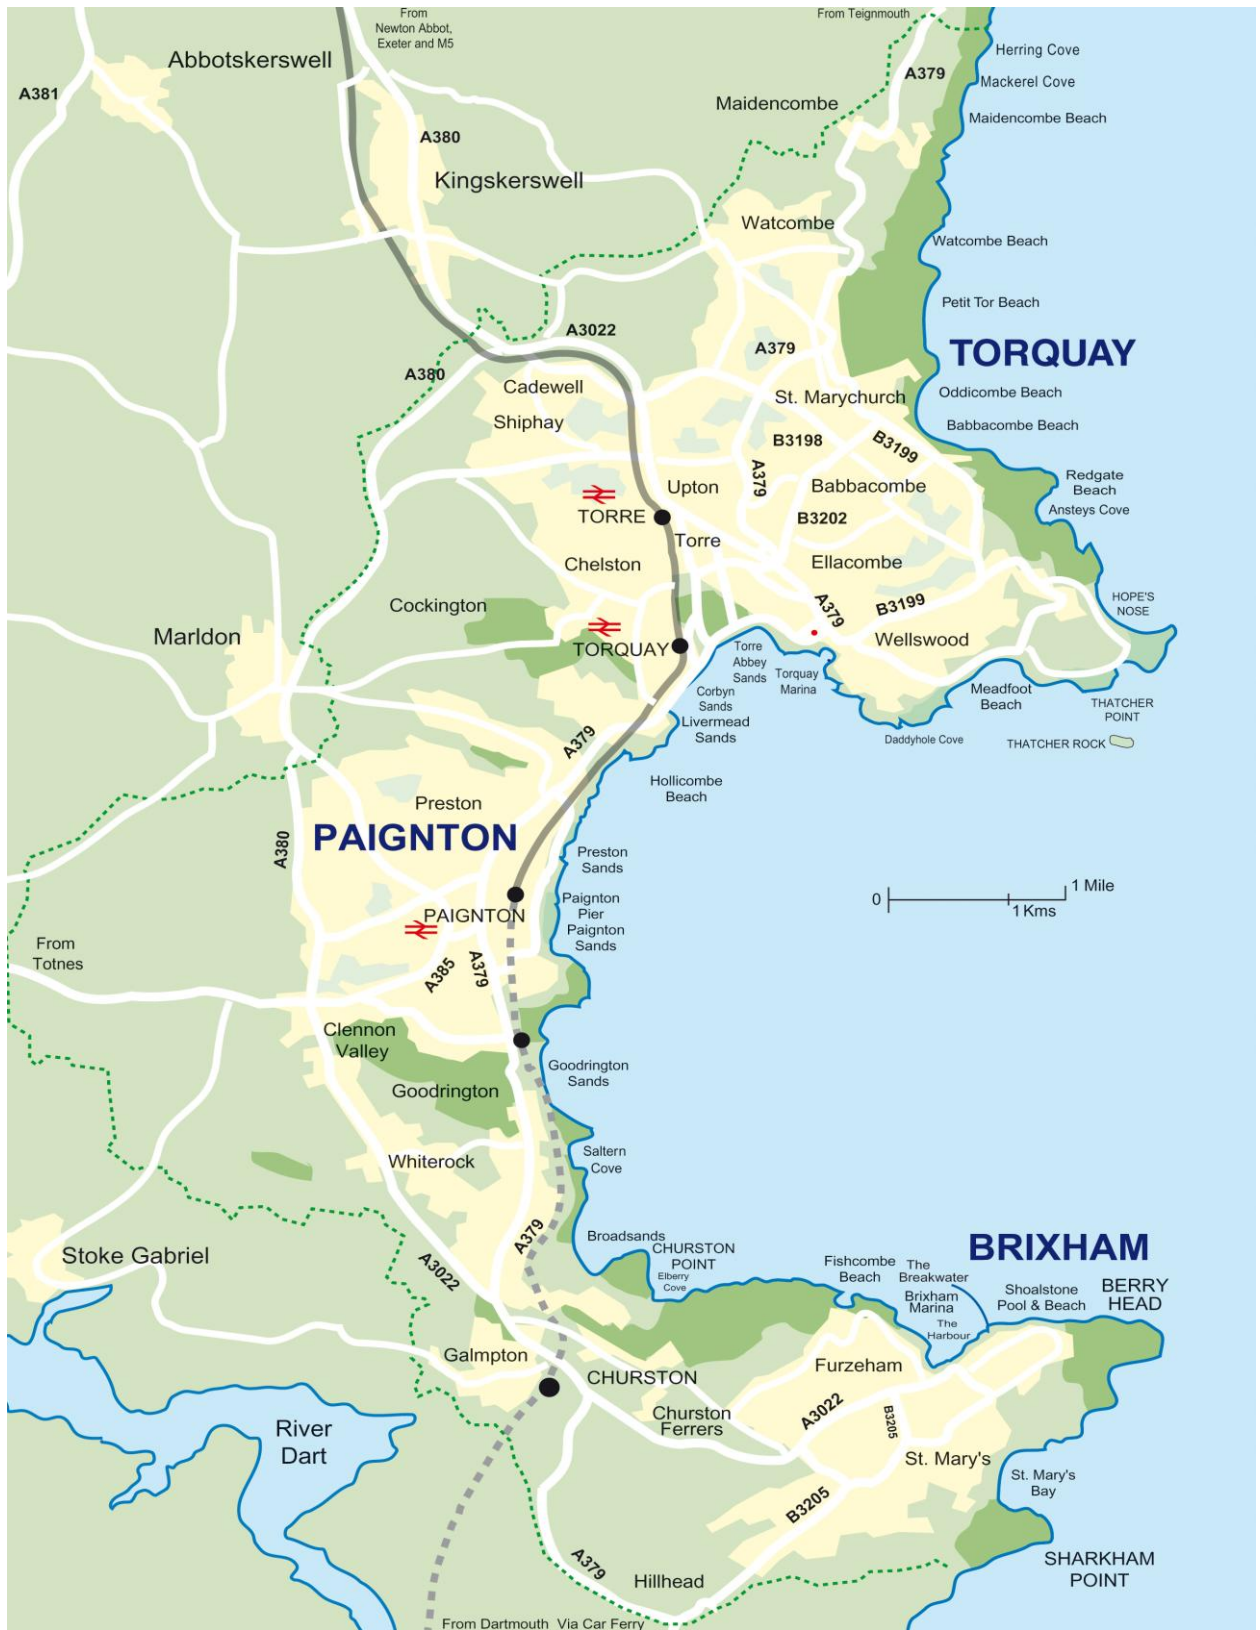 From
Newton Abbot,
Exeter and M5
From Teignmouth
Herring Cove
Abbotskerswell
A379
Mackerel Cove
A381
Maidencombe
Maidencombe Beach
A380
Kingskerswell
Watcombe
Watcombe Beach
Petit Tor Beach
A3022
A379
TORQUAY
A380
Cadewell
Shiphay
St. Marychurch
Oddicombe Beach
Babbacombe Beach
B3198
B3199
A379
Redgate
Beach
Ansteys Cove
Upton
Babbacombe
TORRE
B3202
Torre
Chelston
Ellacombe
Cockington
A379
B3199
HOPE'S
NOSE
Marldon
TORQUAY
Wellswood
Torre
Abbey
Sands
Torquay
Marina
Corbyn
Sands
Livermead
Sands
Meadfoot
Beach
THATCHER
POINT
Daddyhole Cove
THATCHER ROCK
A379
Hollicombe
Beach
Preston
PAIGNTON
A380
Preston
Sands
0
1 Mile
1 Kms
PAIGNTON
Paignton
Pier
Paignton
Sands
From
Totnes
A385
A379
Clennon
Valley
Goodrington
Sands
Goodrington
Saltern
Cove
Whiterock
A379
Broadsands
CHURSTON
POINT
Elberry
Cove
Stoke Gabriel
A3022
BRIXHAM
Fishcombe
Beach
The
Breakwater
Brixham
Marina
The
Harbour
Shoalstone
Pool & Beach
BERRY
HEAD
Galmpton
CHURSTON
Furzeham
Churston
Ferrers
A3022
B3205
River
Dart
St. Mary's
St. Mary's
Bay
B3205
A379
Hillhead
SHARKHAM
POINT
From Dartmouth Via Car Ferry